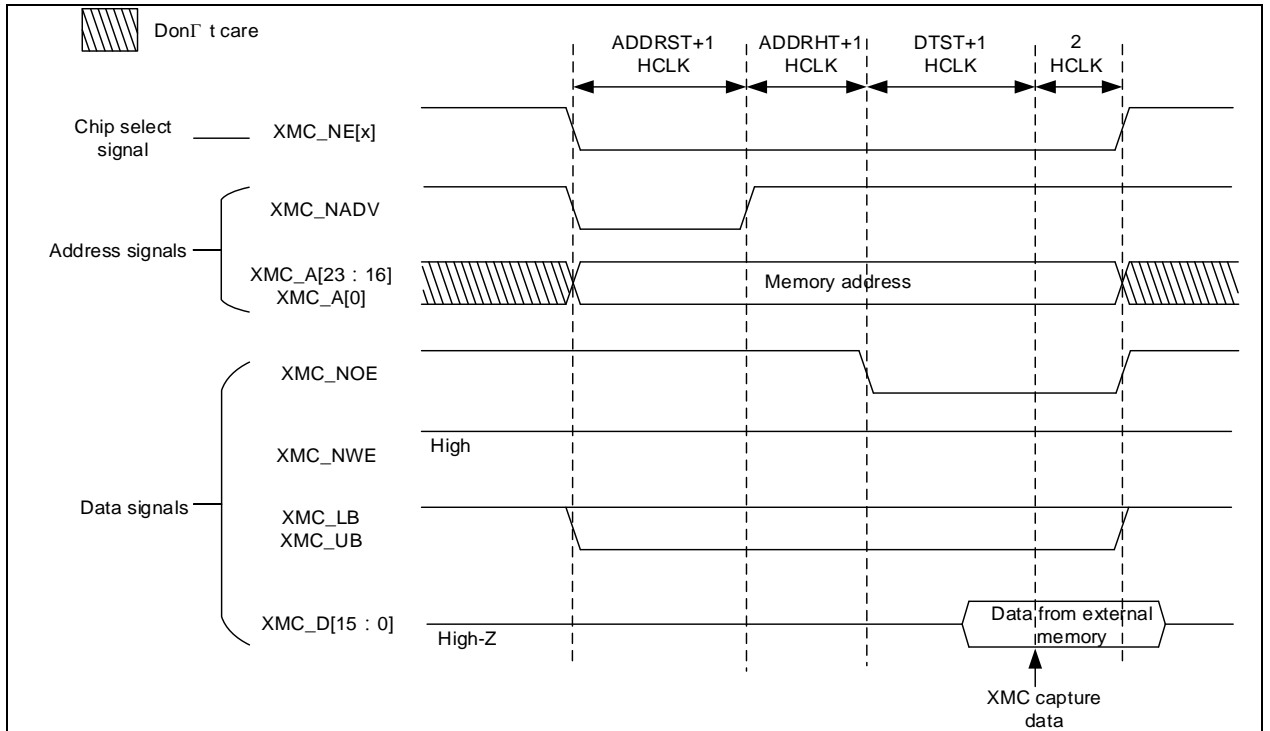 DonΓ t care
ADDRST+1
HCLK
ADDRHT+1
HCLK
DTST+1
HCLK
2
HCLK
Chip select
signal
XMC_NE[x]
XMC_NADV
Address signals
XMC_A[23 : 16]
XMC_A[0]
Memory address
XMC_NOE
High
XMC_NWE
Data signals
XMC_LB
XMC_UB
XMC_D[15 : 0]
High-Z
Data from external
memory
XMC capture
data